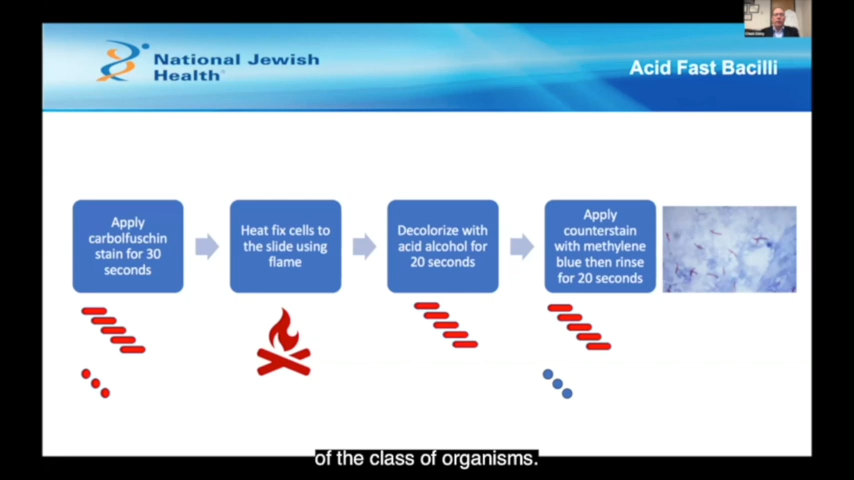 National Jewish
Health®
Acid Fast Bacilli
Apply
carbolfuschin
stain for 30
seconds
Heat fix cells to
the slide using
flame
Decolorize with
acid alcohol for
20 seconds
Apply
counterstain
with methylene
blue then rinse
for 20 seconds
of the class of organisms.